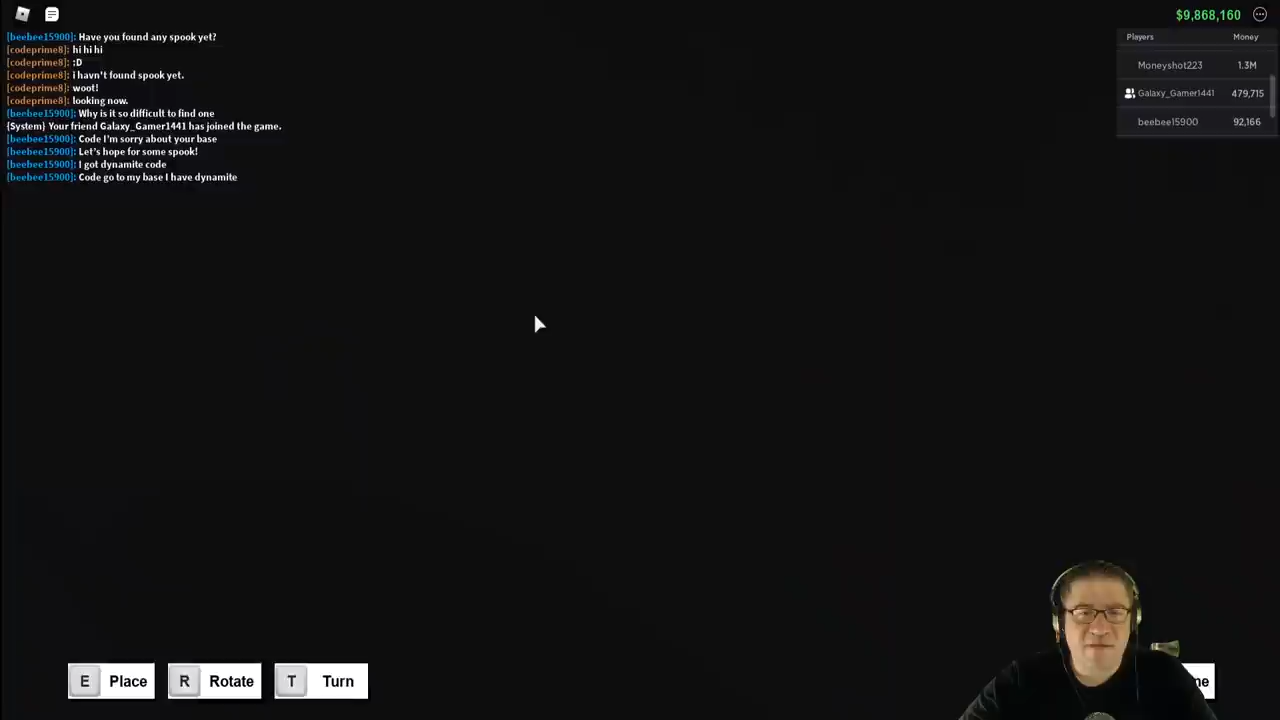 $9,868,160
[beebee15900]: Have you found any spook yet?
[codeprime8]: hi hi hi
[codeprime8]: :D
[codeprime8]: i havn't found spook yet.
[codeprime8]: woot!
[codeprime8]: looking now.
[beebee15900]: Why is it so difficult to find one
{System} Your friend Galaxy_Gamer1441 has joined the game.
[beebee15900]: Code I'm sorry about your base
[beebee15900]: Let's hope for some spook!
[beebee15900]: I got dynamite code
[beebee15900]: Code go to my base I have dynamite
Players Money
Moneyshot223 1.3M
Galaxy_Gamer1441 479,715
beebee15900 92,166
E Place R Rotate T Turn